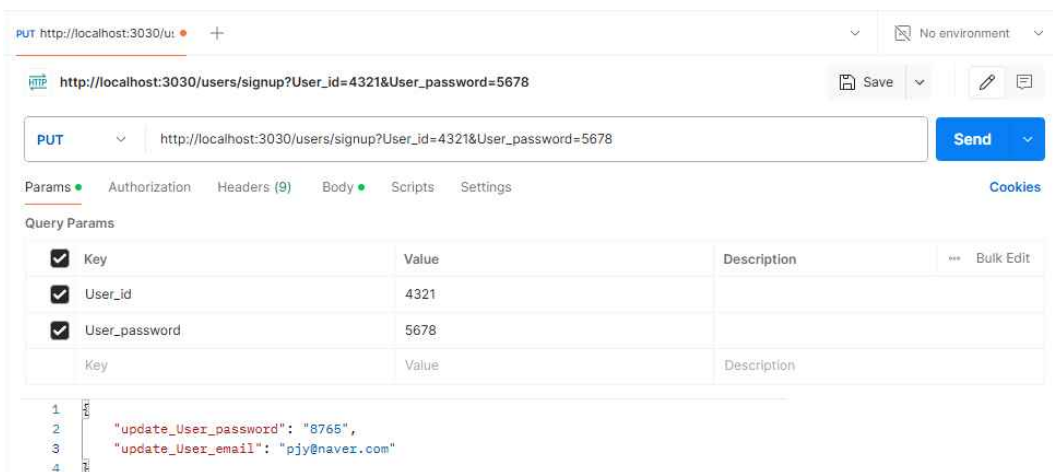 PUT http://localhost:3030/u:
No environment
HTTP http://localhost:3030/users/signup?User_id=4321&User_password=5678
Save
PUT http://localhost:3030/users/signup?User_id=4321&User_password=5678 Send
Params Authorization Headers (9) Body Scripts Settings Cookies
Query Params
Key Value Description Bulk Edit
User_id 4321
User_password 5678
Key Value Description
1 {
2 "update_User_password": "8765",
3 "update_User_email": "pjy@naver.com"
4 }